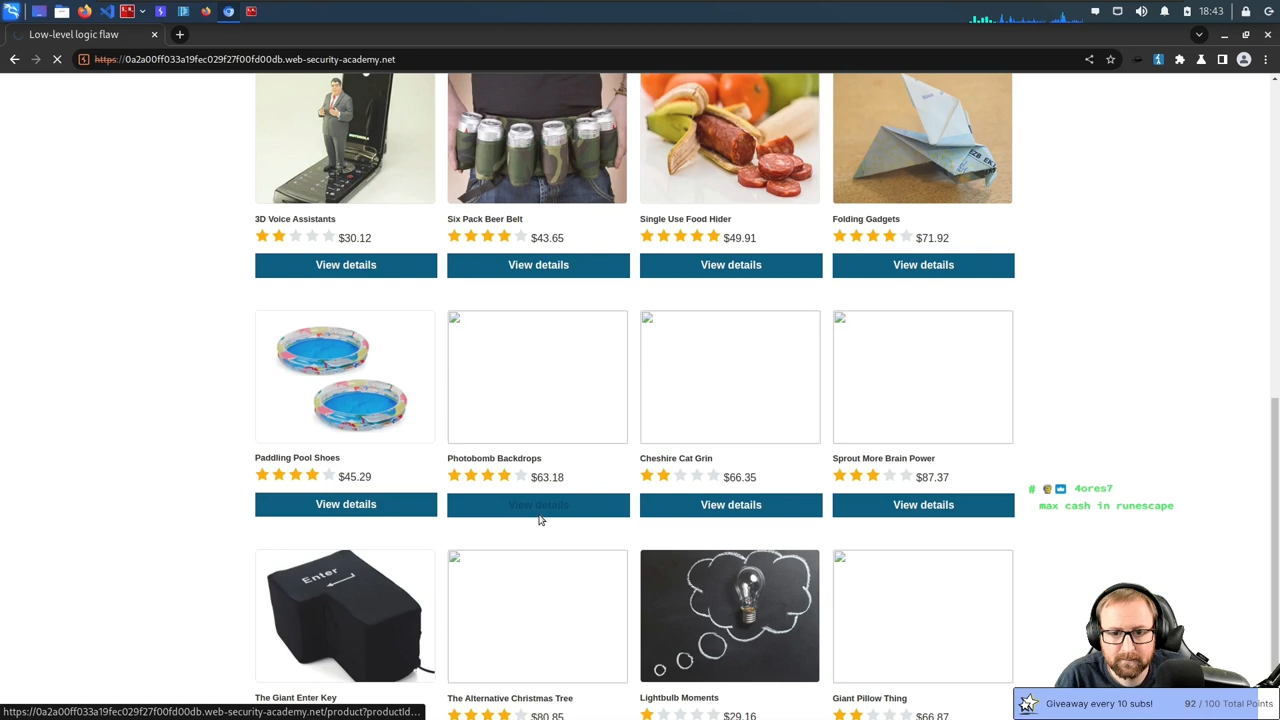 18:43
Low-level logic flaw
https://0a2a00ff033a19fec029f27f00fd00db.web-security-academy.net
3D Voice Assistants
$30.12
View details
Six Pack Beer Belt
$43.65
View details
Single Use Food Hider
$49.91
View details
Folding Gadgets
$71.92
View details
Paddling Pool Shoes
$45.29
View details
Photobomb Backdrops
$63.18
View details
Cheshire Cat Grin
$66.35
View details
Sprout More Brain Power
$87.37
View details
# 4ores7
max cash in runescape
Enter
The Giant Enter Key
The Alternative Christmas Tree
$80.85
Lightbulb Moments
$29.16
Giant Pillow Thing
$66.87
https://0a2a00ff033a19fec029f27f00fd00db.web-security-academy.net/product?productId…
Giveaway every 10 subs!
92 / 100 Total Points